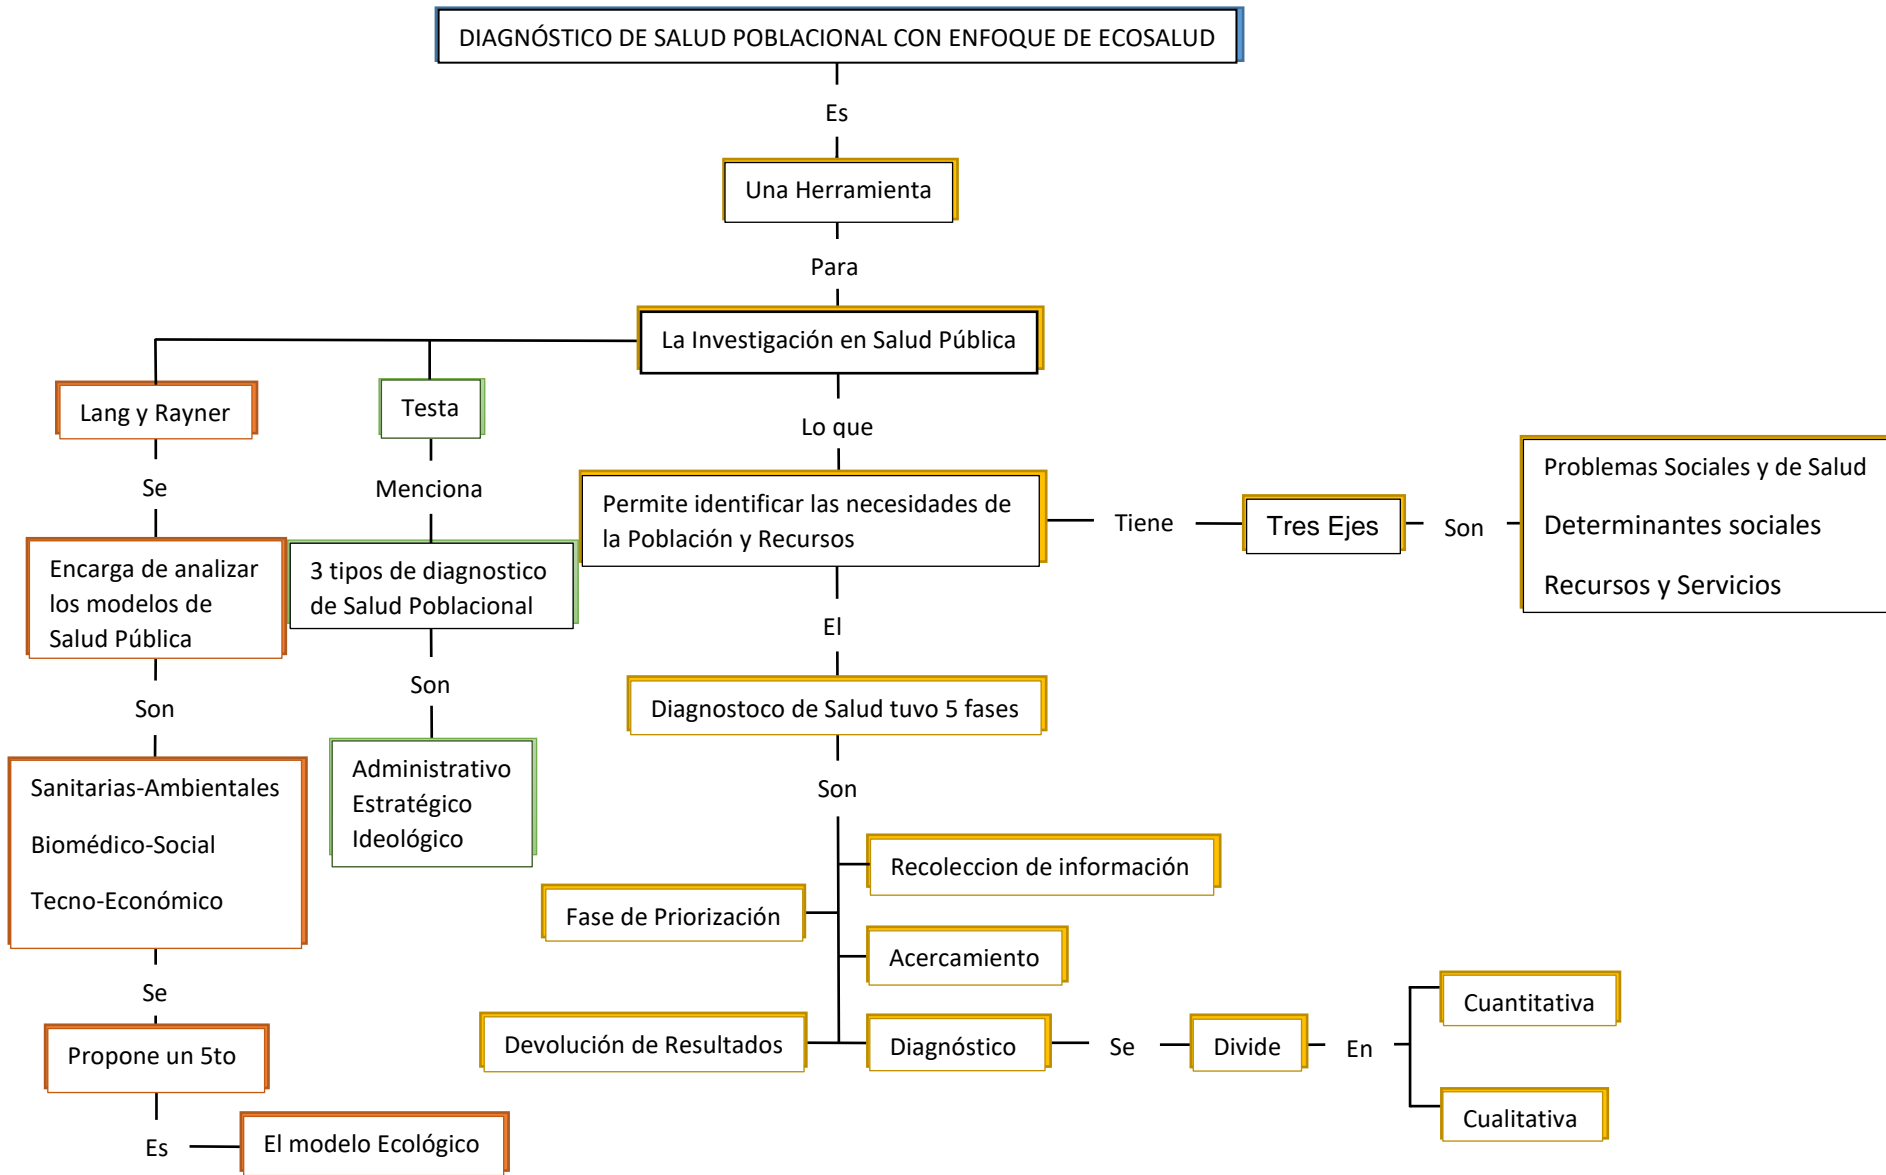 DIAGNÓSTICO DE SALUD POBLACIONAL CON ENFOQUE DE ECOSALUD
Es
Una Herramienta
Para
La Investigación en Salud Pública
Lang y Rayner
Se
Encarga de analizar
los modelos de
Salud Pública
Son
Sanitarias-Ambientales
Biomédico-Social
Tecno-Económico
Se
Propone un 5to
Es
El modelo Ecológico
Testa
Menciona
3 tipos de diagnostico
de Salud Poblacional
Son
Administrativo
Estratégico
Ideológico
Lo que
Permite identificar las necesidades de
la Población y Recursos
Tiene
Tres Ejes
Son
Problemas Sociales y de Salud
Determinantes sociales
Recursos y Servicios
El
Diagnostoco de Salud tuvo 5 fases
Son
Recoleccion de información
Fase de Priorización
Acercamiento
Devolución de Resultados
Diagnóstico
Se
Divide
En
Cuantitativa
Cualitativa